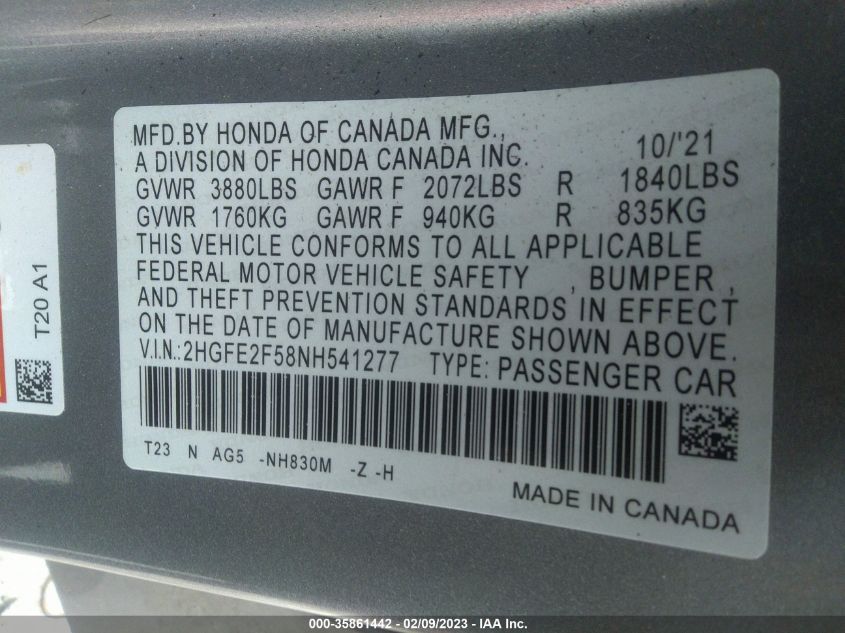 MFD.BY HONDA OF CANADA MFG.,
A DIVISION OF HONDA CANADA INC. 10/'21
GVWR 3880LBS GAWR F 2072LBS R 1840LBS
GVWR 1760KG GAWR F 940KG R 835KG
THIS VEHICLE CONFORMS TO ALL APPLICABLE
FEDERAL MOTOR VEHICLE SAFETY , BUMPER ,
AND THEFT PREVENTION STANDARDS IN EFFECT
ON THE DATE OF MANUFACTURE SHOWN ABOVE.
V.I.N.:2HGFE2F58NH541277 TYPE: PASSENGER CAR
T23 N AG5 -NH830M -Z -H
MADE IN CANADA
T20 A1
000-35861442 - 02/09/2023 - IAA Inc.